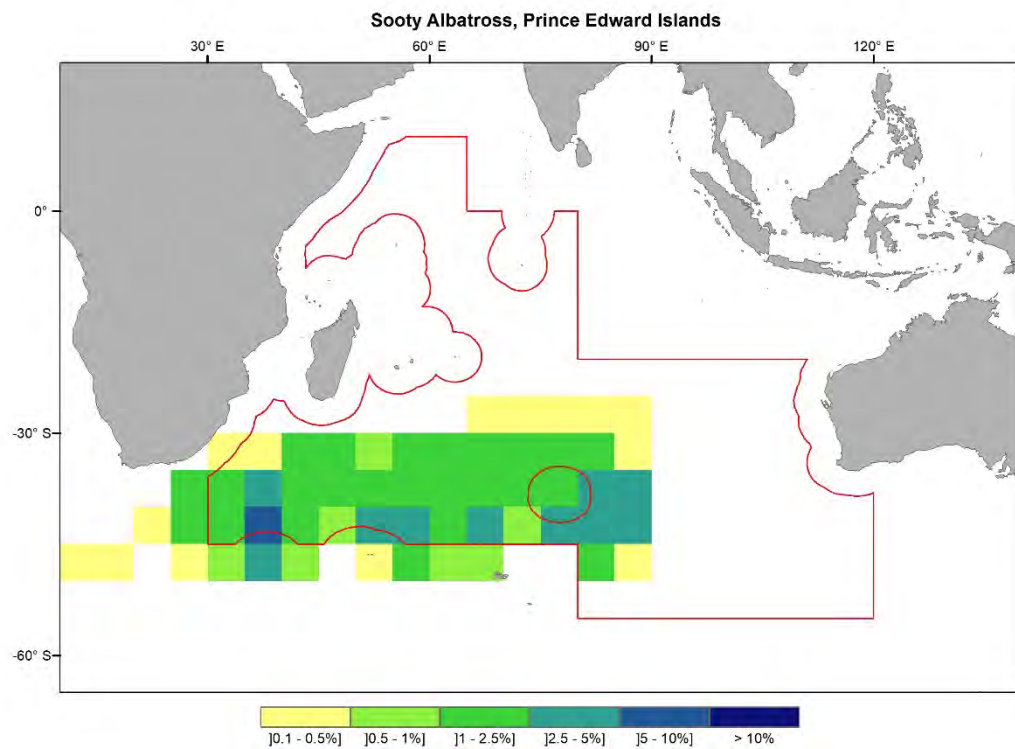 Sooty Albatross, Prince Edward Islands
30° E 60° E 90° E 120° E
0°
-30° S
-60° S
]0.1 - 0.5%] ]0.5 - 1%] ]1 - 2.5%] ]2.5 - 5%] ]5 - 10%] > 10%